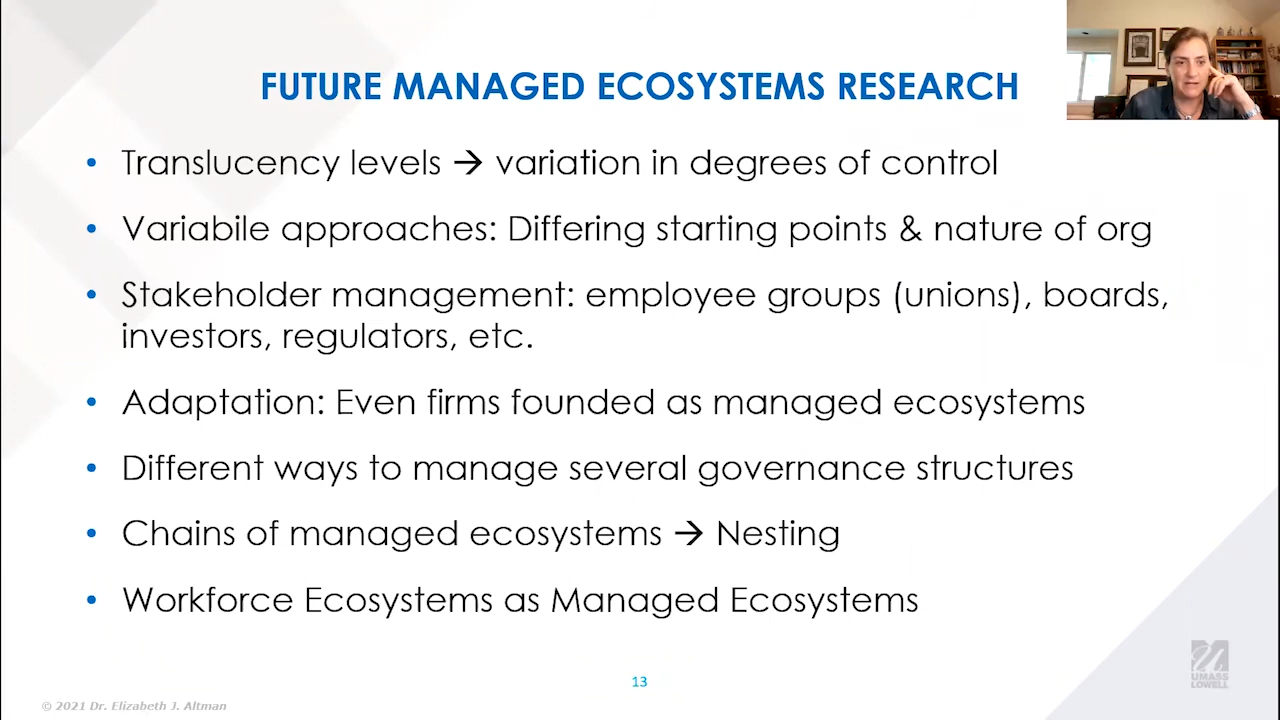 FUTURE MANAGED ECOSYSTEMS RESEARCH
• Translucency levels → variation in degrees of control
• Variabile approaches: Differing starting points & nature of org
• Stakeholder management: employee groups (unions), boards,
investors, regulators, etc.
• Adaptation: Even firms founded as managed ecosystems
• Different ways to manage several governance structures
• Chains of managed ecosystems → Nesting
• Workforce Ecosystems as Managed Ecosystems
13
© 2021 Dr. Elizabeth J. Altman
UMASS
LOWELL